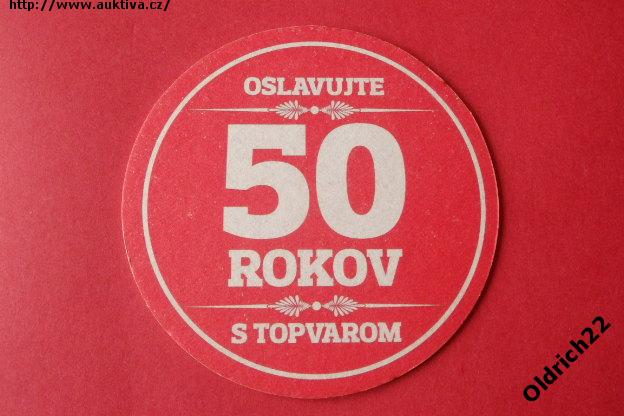 http://www.auktiva.cz/
OSLAVUJTE
50
ROKOV
S TOPVAROM
Oldrich22